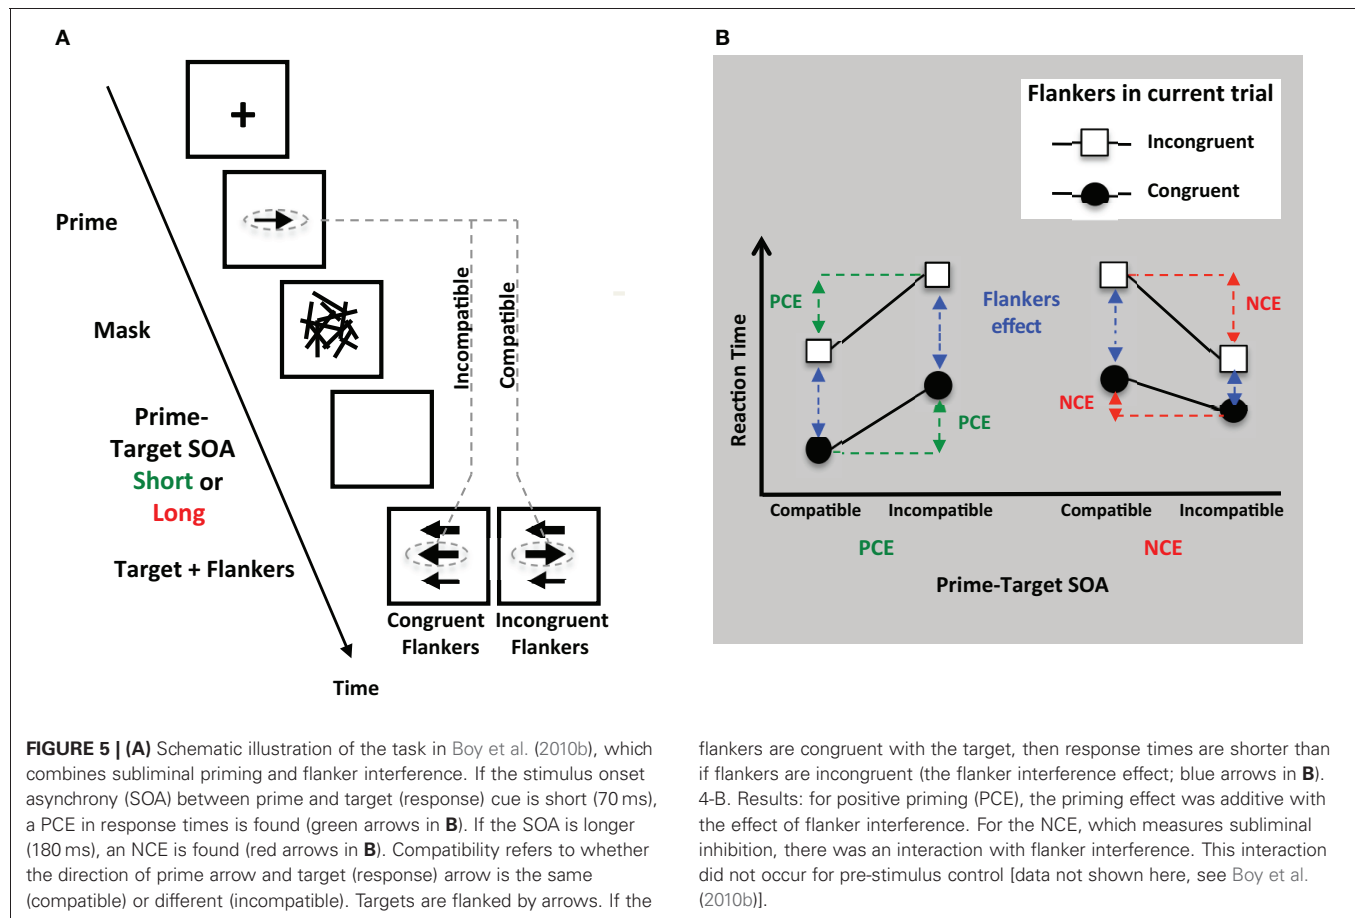 A
Prime
Mask
Prime-
Target SOA
Short or
Long
Target + Flankers
Time
Incompatible
Compatible
Congruent
Flankers
Incongruent
Flankers
B
Flankers in current trial
Incongruent
Congruent
Reaction Time
PCE
PCE
Flankers
effect
NCE
NCE
Compatible
Incompatible
Compatible
Incompatible
PCE
NCE
Prime-Target SOA
FIGURE 5 | (A) Schematic illustration of the task in Boy et al. (2010b), which
combines subliminal priming and flanker interference. If the stimulus onset
asynchrony (SOA) between prime and target (response) cue is short (70 ms),
a PCE in response times is found (green arrows in B). If the SOA is longer
(180 ms), an NCE is found (red arrows in B). Compatibility refers to whether
the direction of prime arrow and target (response) arrow is the same
(compatible) or different (incompatible). Targets are flanked by arrows. If the
flankers are congruent with the target, then response times are shorter than
if flankers are incongruent (the flanker interference effect; blue arrows in B).
4-B. Results: for positive priming (PCE), the priming effect was additive with
the effect of flanker interference. For the NCE, which measures subliminal
inhibition, there was an interaction with flanker interference. This interaction
did not occur for pre-stimulus control [data not shown here, see Boy et al.
(2010b)].